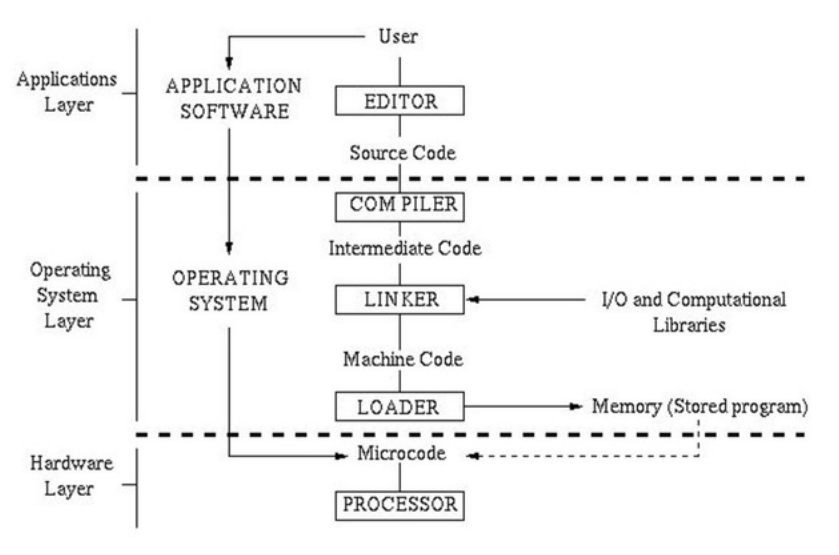 User
Applications
Layer
APPLICATION
SOFTWARE
EDITOR
Source Code
COMPILER
Intermediate Code
Operating
System
Layer
OPERATING
SYSTEM
LINKER
I/O and Computational
Libraries
Machine Code
LOADER
Memory (Stored program)
Hardware
Layer
Microcode
PROCESSOR